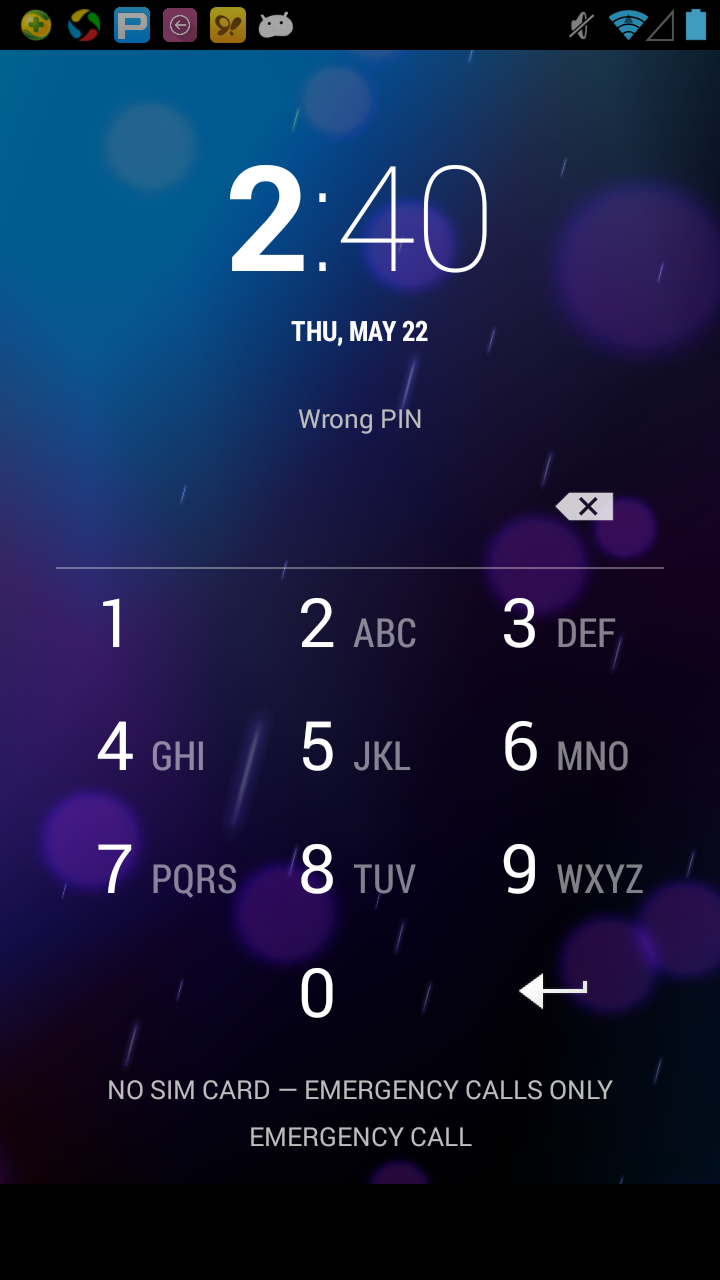 2:40
THU, MAY 22
Wrong PIN
1
2 ABC
3 DEF
4 GHI
5 JKL
6 MNO
7 PQRS
8 TUV
9 WXYZ
0
NO SIM CARD — EMERGENCY CALLS ONLY
EMERGENCY CALL